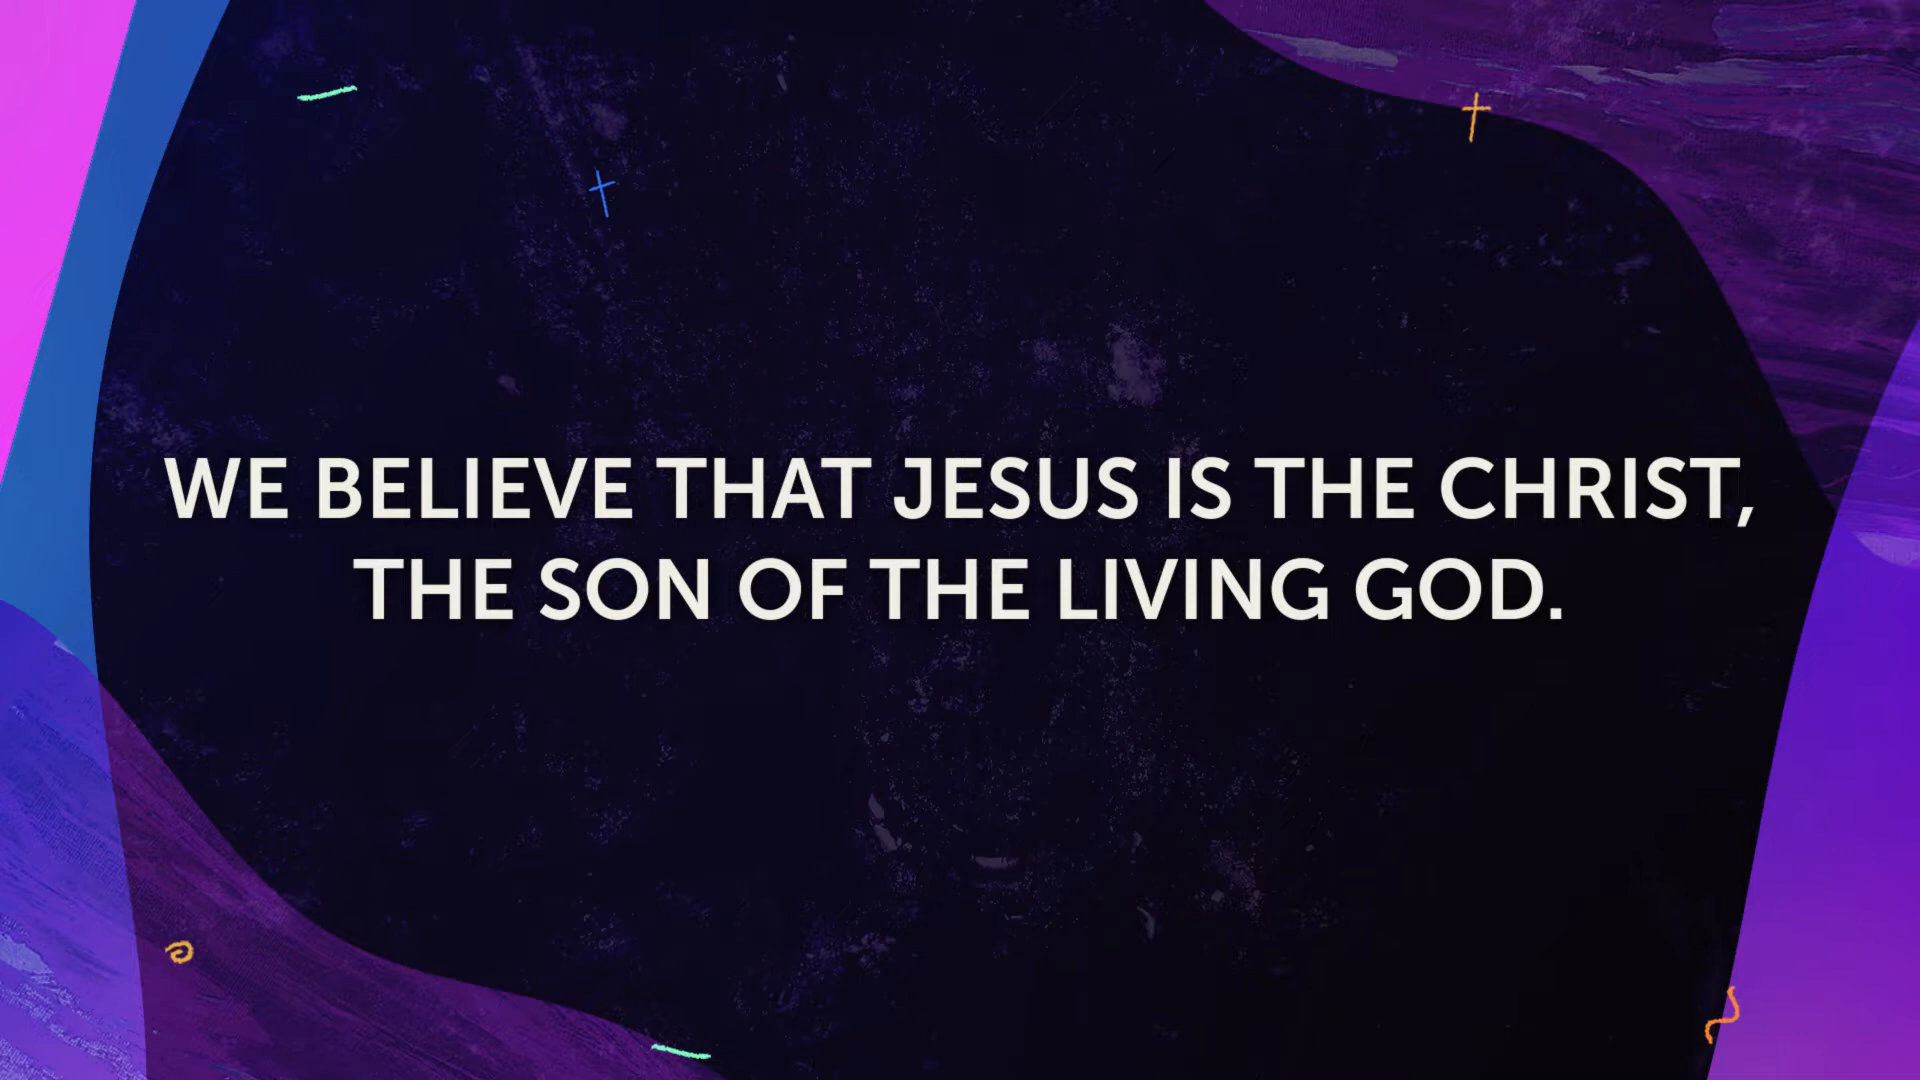 WE BELIEVE THAT JESUS IS THE CHRIST,
THE SON OF THE LIVING GOD.